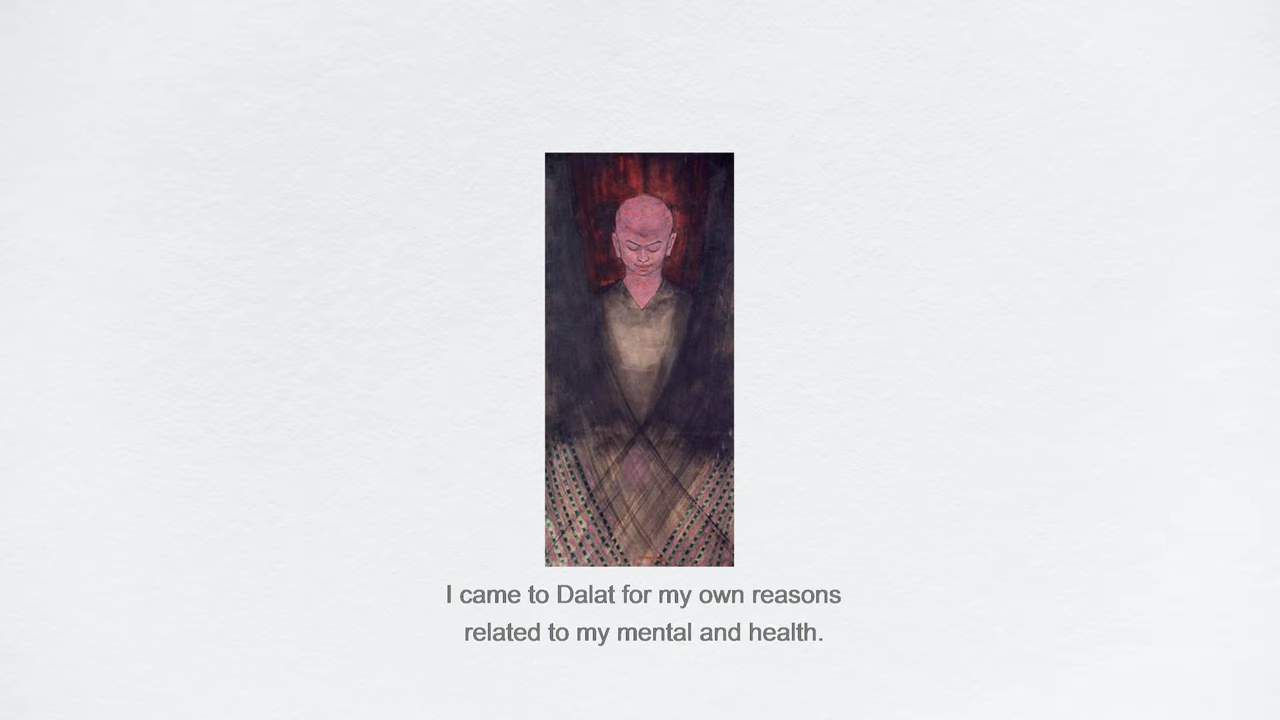 I came to Dalat for my own reasons
related to my mental and health.